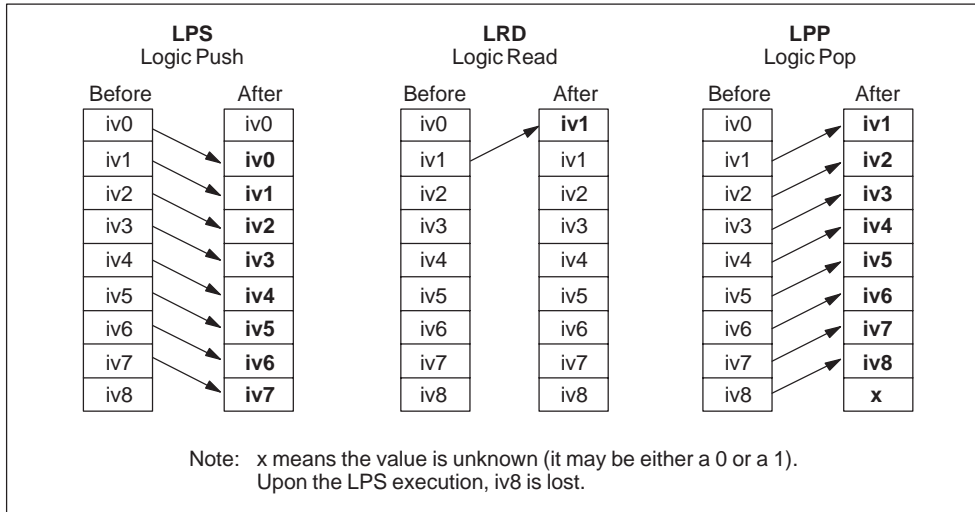 LPS
Logic Push
Before After
iv0 iv0
iv1 iv0
iv2 iv1
iv3 iv2
iv4 iv3
iv5 iv4
iv6 iv5
iv7 iv6
iv8 iv7
LRD
Logic Read
Before After
iv0 iv1
iv1 iv1
iv2 iv2
iv3 iv3
iv4 iv4
iv5 iv5
iv6 iv6
iv7 iv7
iv8 iv8
LPP
Logic Pop
Before After
iv0 iv1
iv1 iv2
iv2 iv3
iv3 iv4
iv4 iv5
iv5 iv6
iv6 iv7
iv7 iv8
iv8 x
Note: x means the value is unknown (it may be either a 0 or a 1).
Upon the LPS execution, iv8 is lost.